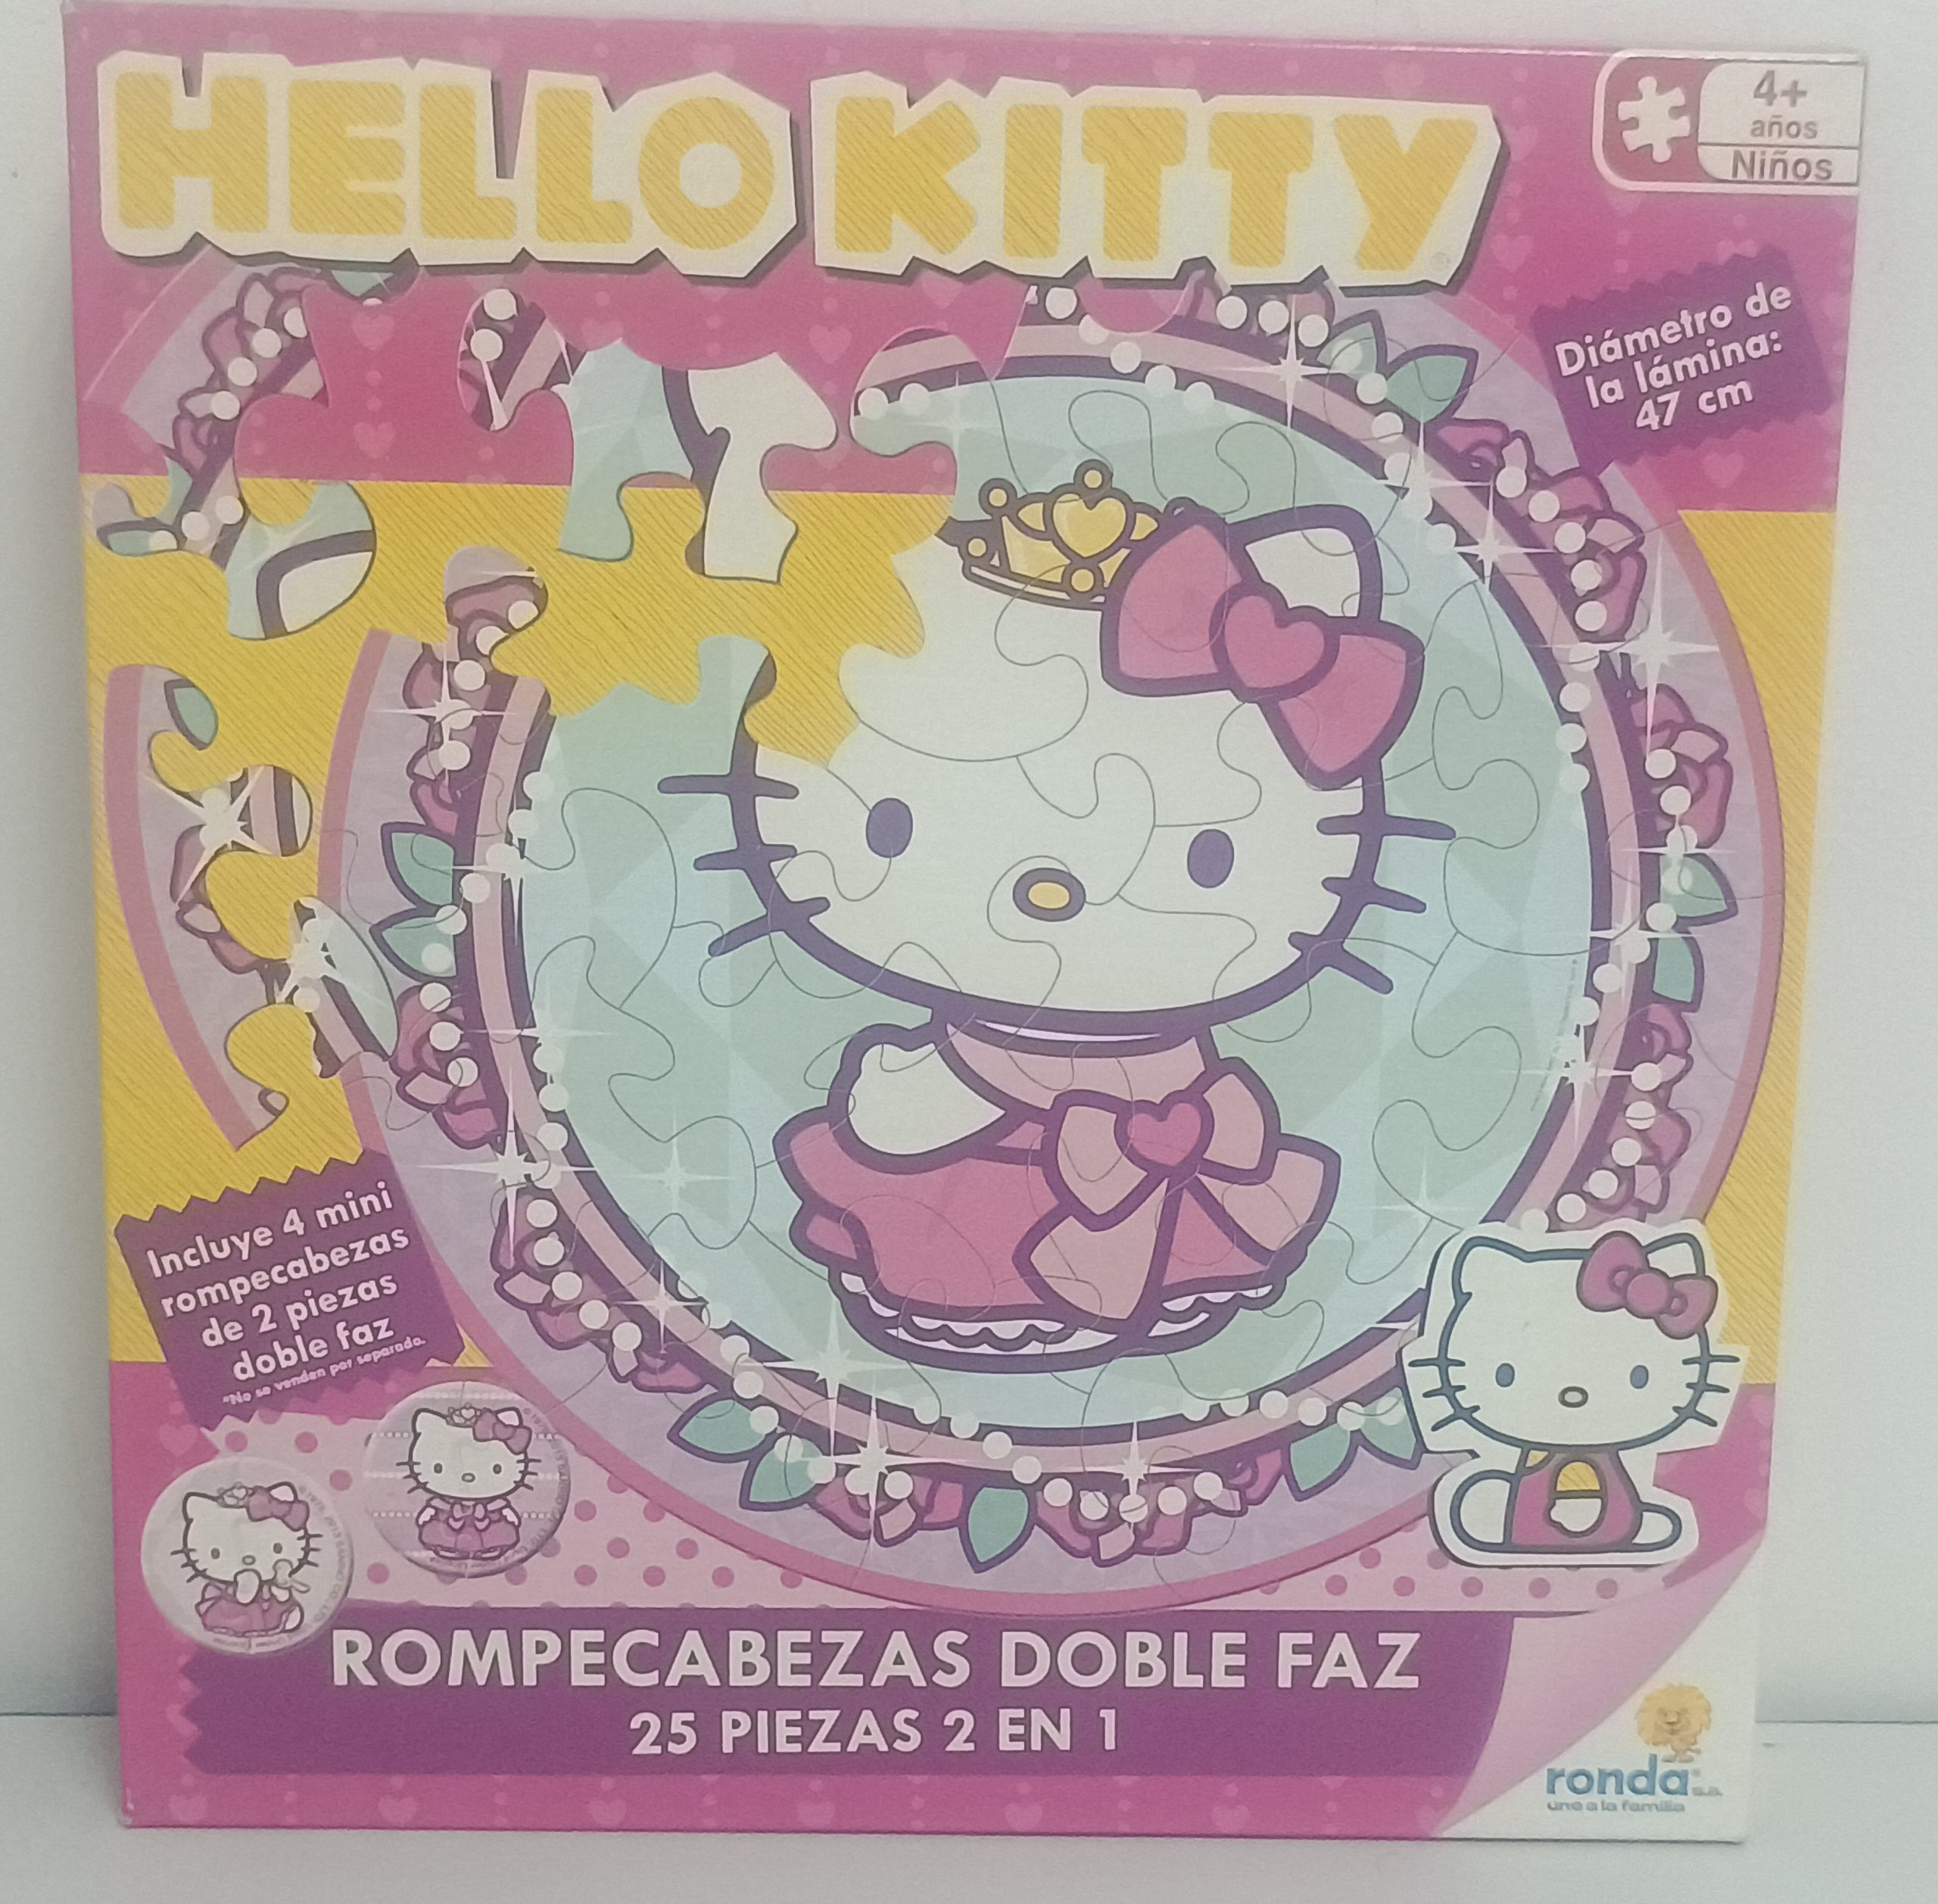 HELLO KITTY
4+
años
Niños
Diámetro de
la lámina:
47 cm
Incluye 4 mini
rompecabezas
de 2 piezas
doble faz
*No se venden por separado.
ROMPECABEZAS DOBLE FAZ
25 PIEZAS 2 EN 1
ronda s.a.
une a la familia